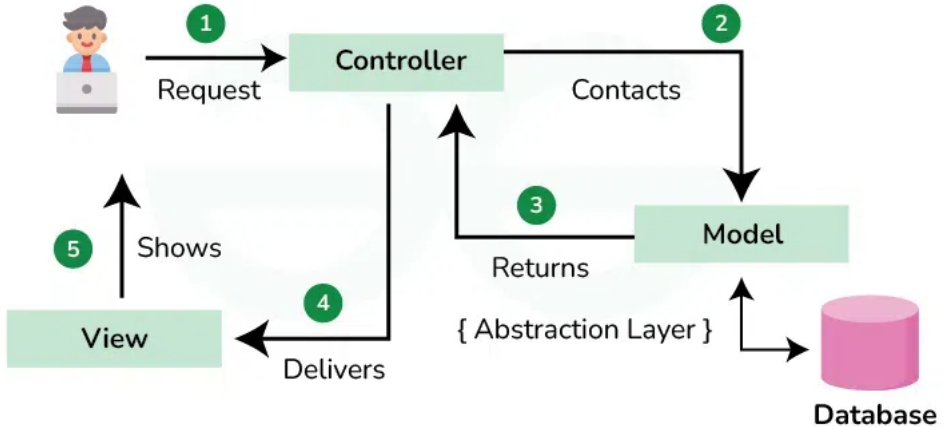 1
2
Controller
Request
Contacts
3
Model
5
Shows
Returns
4
{ Abstraction Layer }
View
Delivers
Database